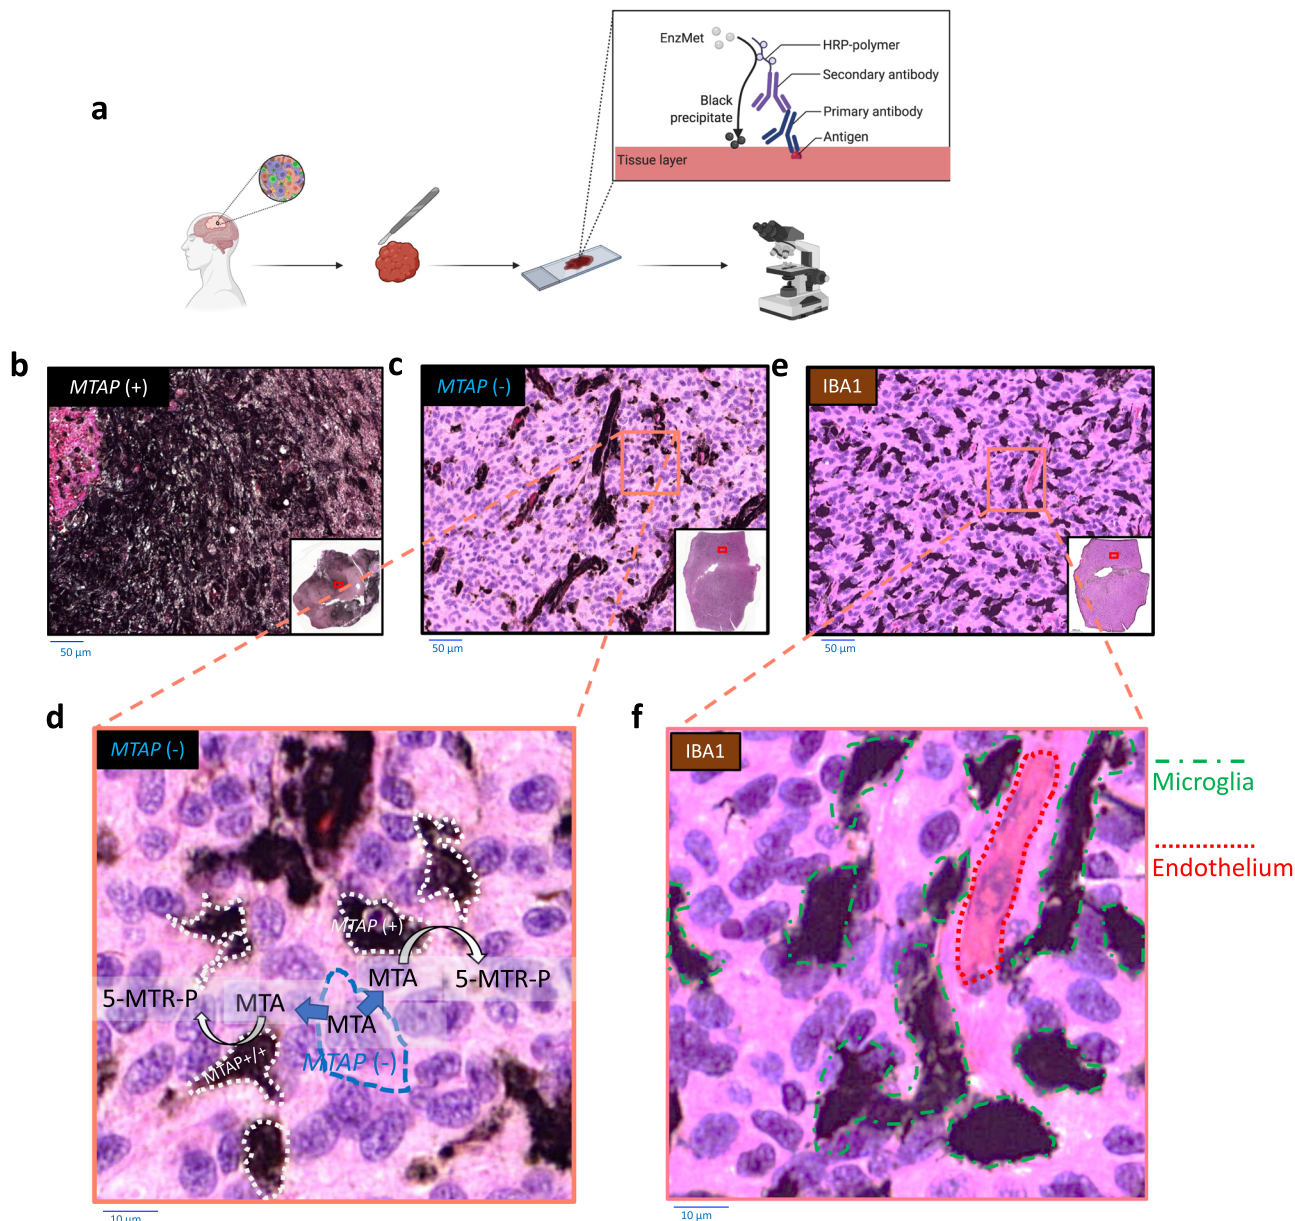 a
EnzMet
HRP-polymer
Secondary antibody
Black
precipitate
Primary antibody
Antigen
Tissue layer
b
MTAP (+)
50 µm
c
MTAP (-)
50 µm
e
IBA1
50 µm
d
MTAP (-)
MTAP (+)
MTA
5-MTR-P
5-MTR-P
MTA
MTA
MTAP (-)
MTAP+/+
10 µm
f
IBA1
Microglia
Endothelium
10 µm